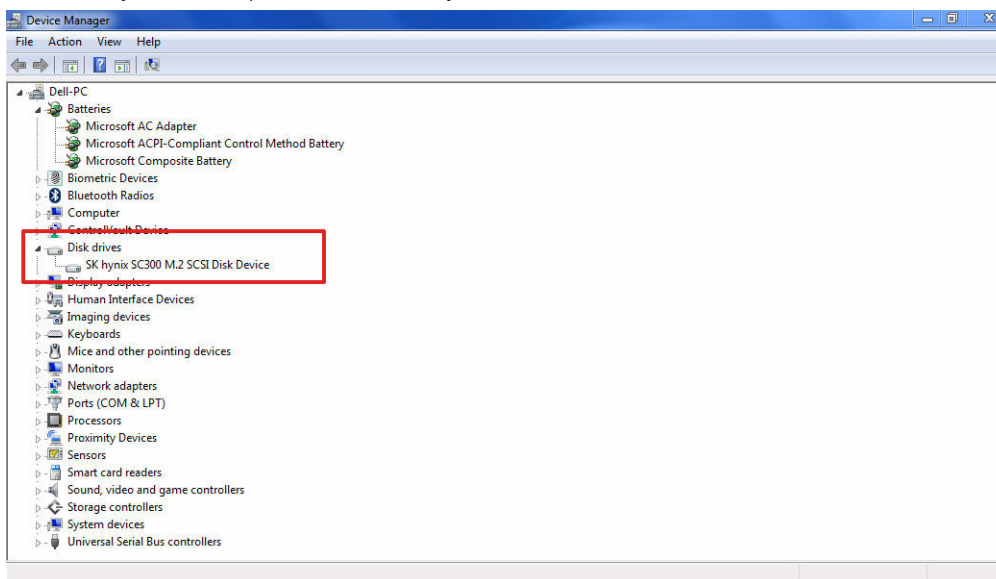 Device Manager
File Action View Help
Dell-PC
Batteries
Microsoft AC Adapter
Microsoft ACPI-Compliant Control Method Battery
Microsoft Composite Battery
Biometric Devices
Bluetooth Radios
Computer
ControlVault Device
Disk drives
SK hynix SC300 M.2 SCSI Disk Device
Display adapters
Human Interface Devices
Imaging devices
Keyboards
Mice and other pointing devices
Monitors
Network adapters
Ports (COM & LPT)
Processors
Proximity Devices
Sensors
Smart card readers
Sound, video and game controllers
Storage controllers
System devices
Universal Serial Bus controllers